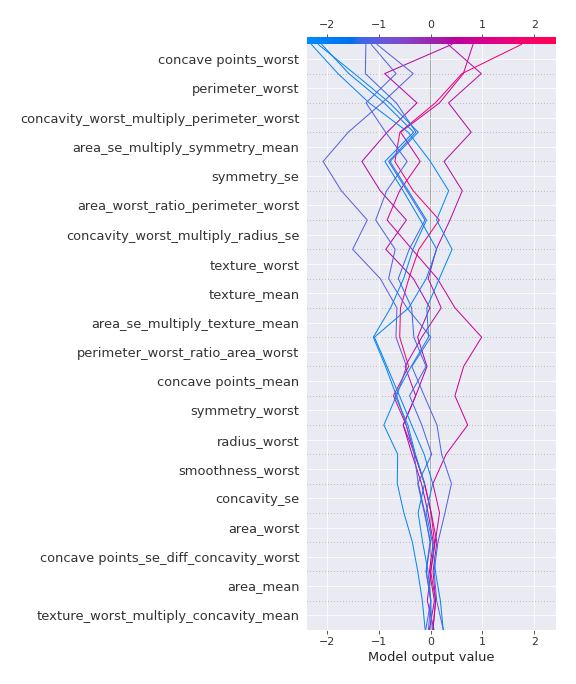 −2 −1 0 1 2
concave points_worst
perimeter_worst
concavity_worst_multiply_perimeter_worst
area_se_multiply_symmetry_mean
symmetry_se
area_worst_ratio_perimeter_worst
concavity_worst_multiply_radius_se
texture_worst
texture_mean
area_se_multiply_texture_mean
perimeter_worst_ratio_area_worst
concave points_mean
symmetry_worst
radius_worst
smoothness_worst
concavity_se
area_worst
concave points_se_diff_concavity_worst
area_mean
texture_worst_multiply_concavity_mean
−2 −1 0 1 2
Model output value